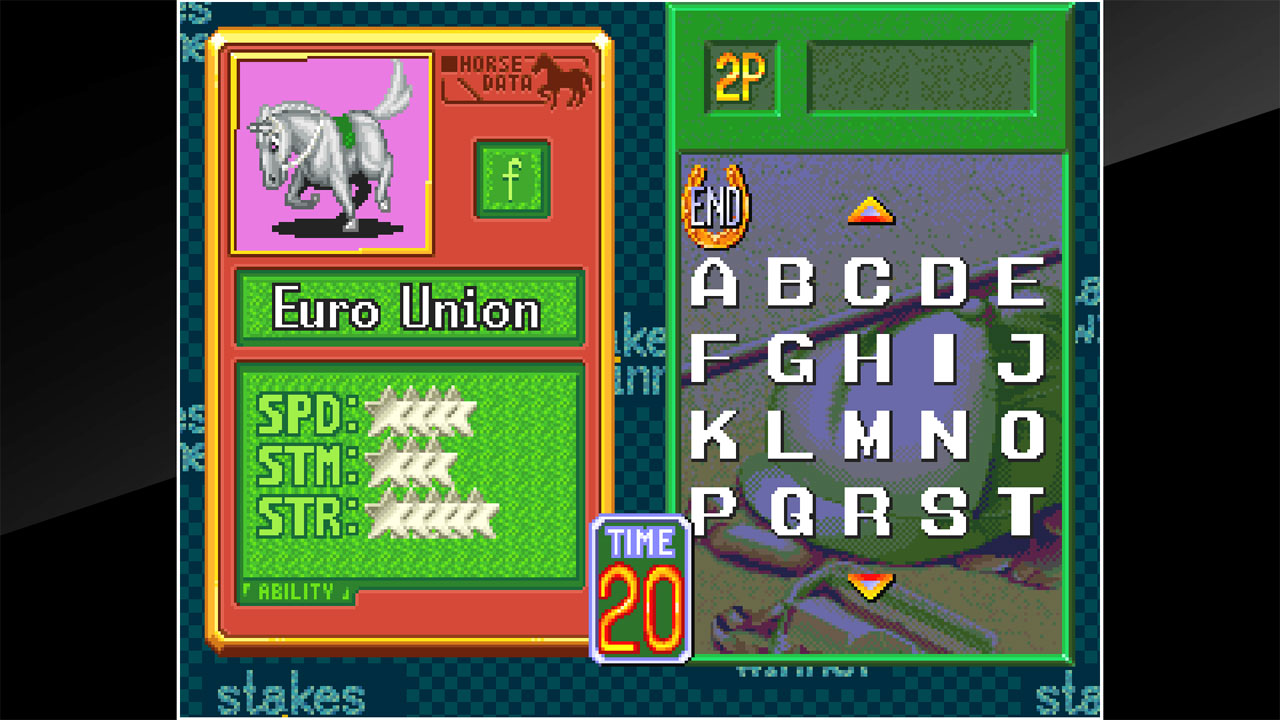 HORSE
DATA
f
Euro Union
SPD:
STM:
STR:
「ABILITY」
TIME
20
2P
END
A B C D E
F G H I J
K L M N O
P Q R S T
stakes